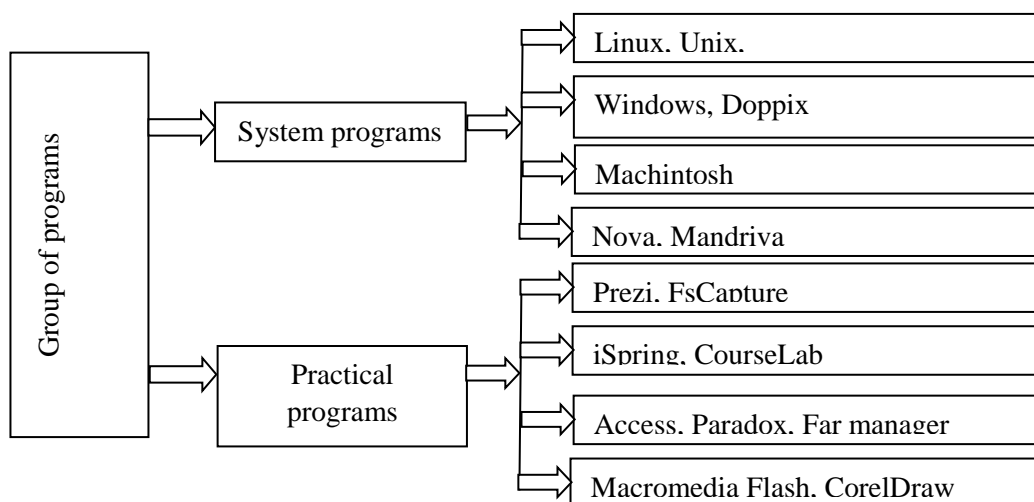 Group of programs
System programs
Linux, Unix,
Windows, Doppix
Machintosh
Nova, Mandriva
Practical
programs
Prezi, FsCapture
iSpring, CourseLab
Access, Paradox, Far manager
Macromedia Flash, CorelDraw